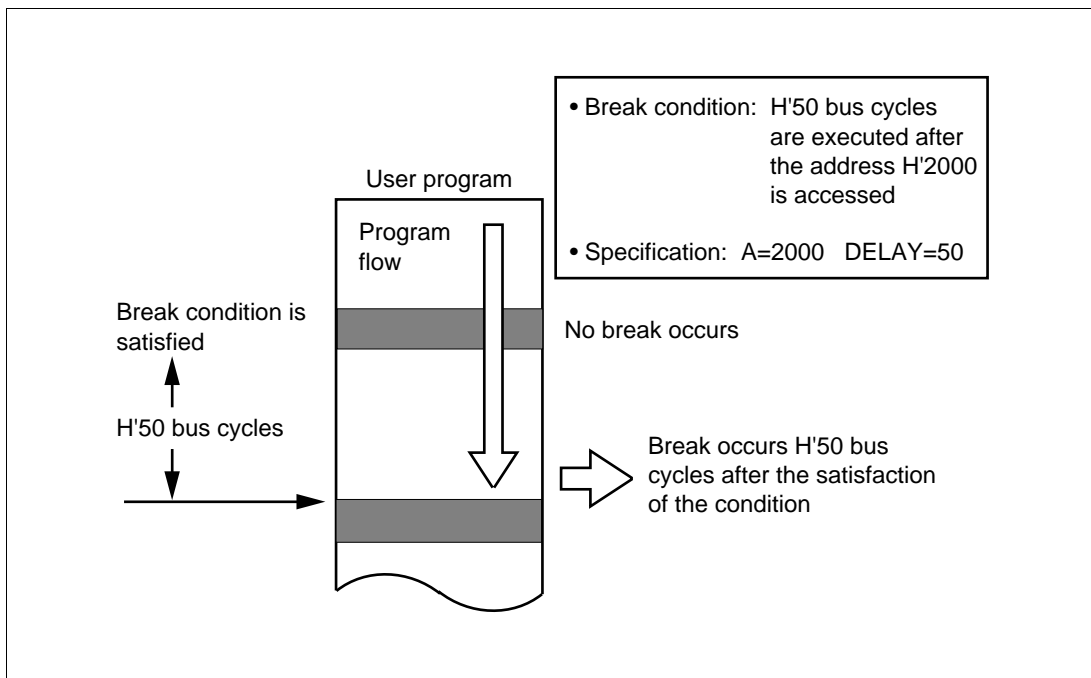 • Break condition: H'50 bus cycles
are executed after
the address H'2000
is accessed
• Specification: A=2000 DELAY=50
User program
Program
flow
Break condition is
satisfied
No break occurs
H'50 bus cycles
Break occurs H'50 bus
cycles after the satisfaction
of the condition